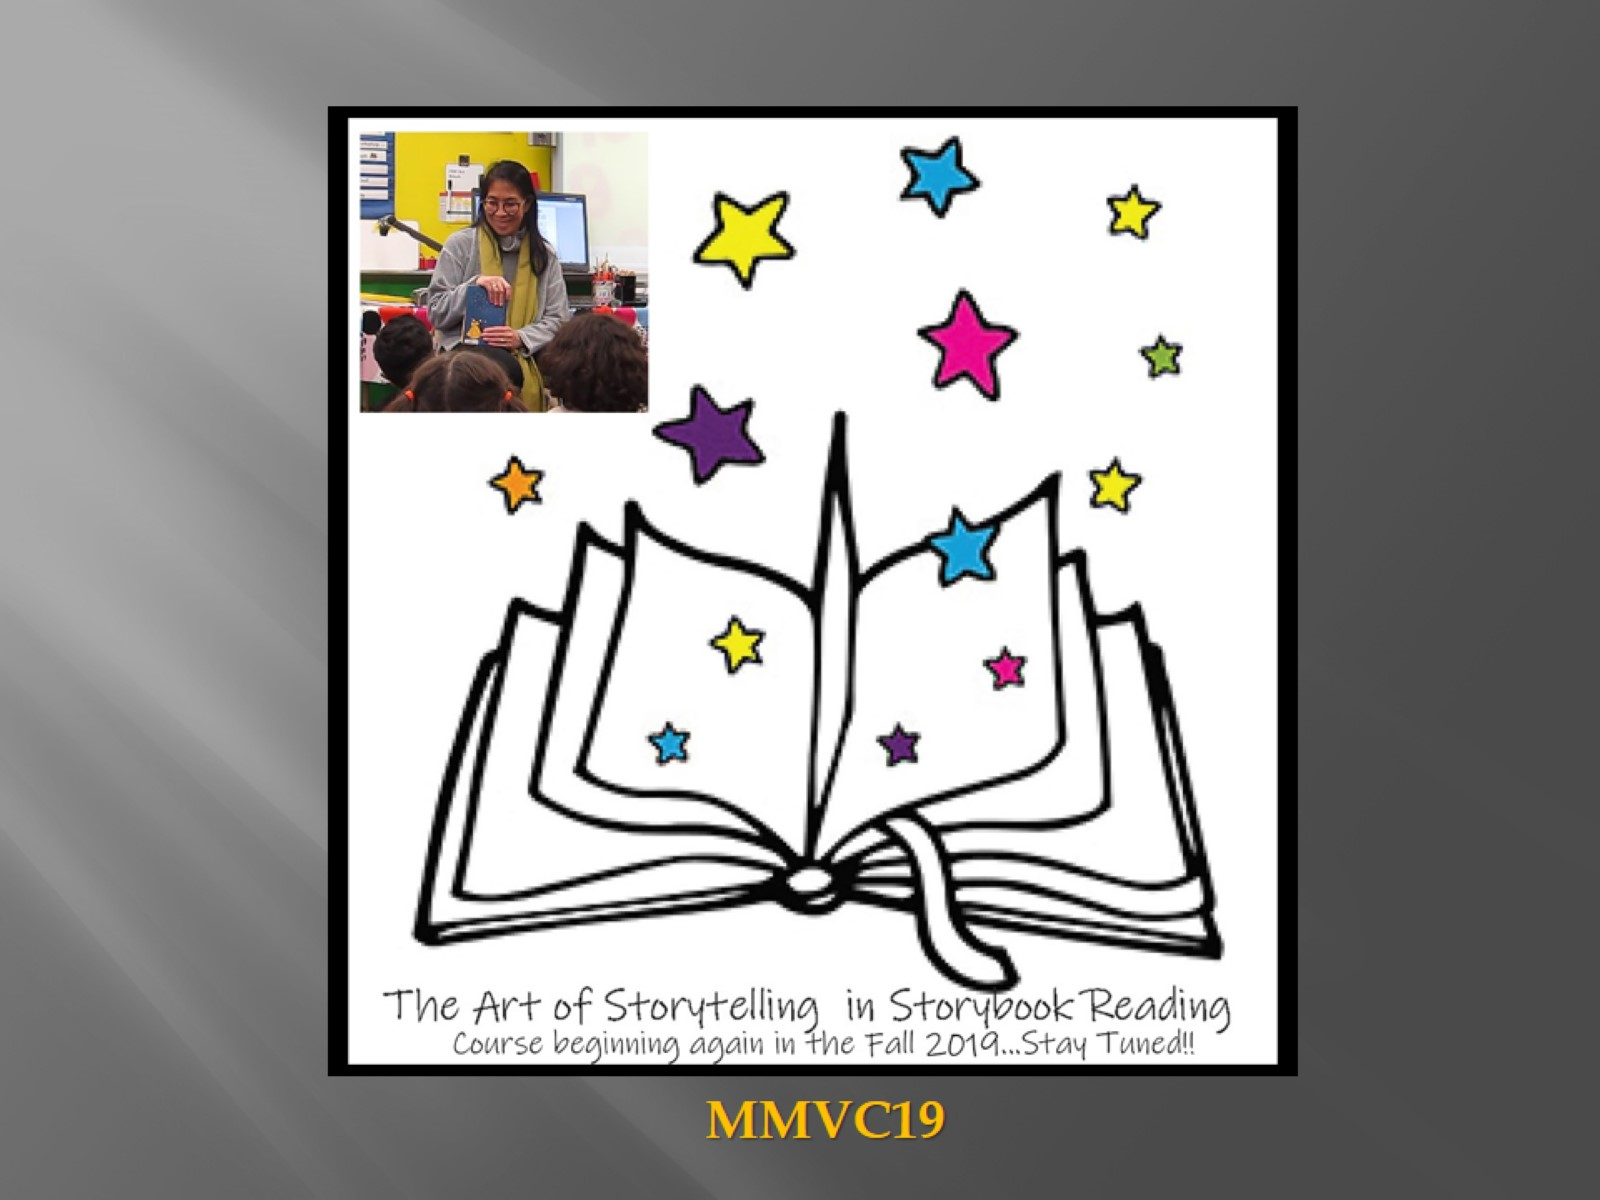 The Art of Storytelling in Storybook Reading
Course beginning again in the Fall 2019...Stay Tuned!!
MMVC19